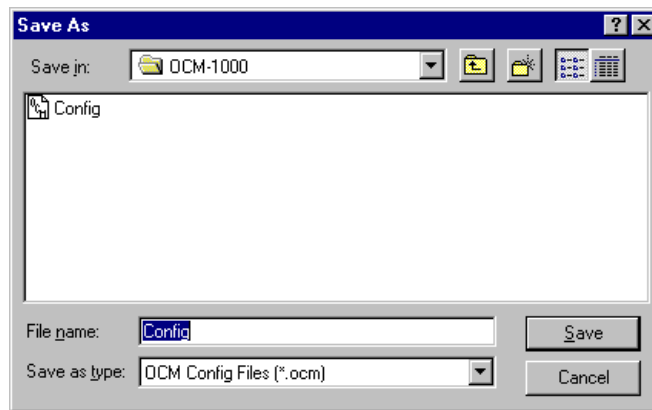 Save As
Save in: OCM-1000
Config
File name: Config
Save
Save as type: OCM Config Files (*.ocm)
Cancel